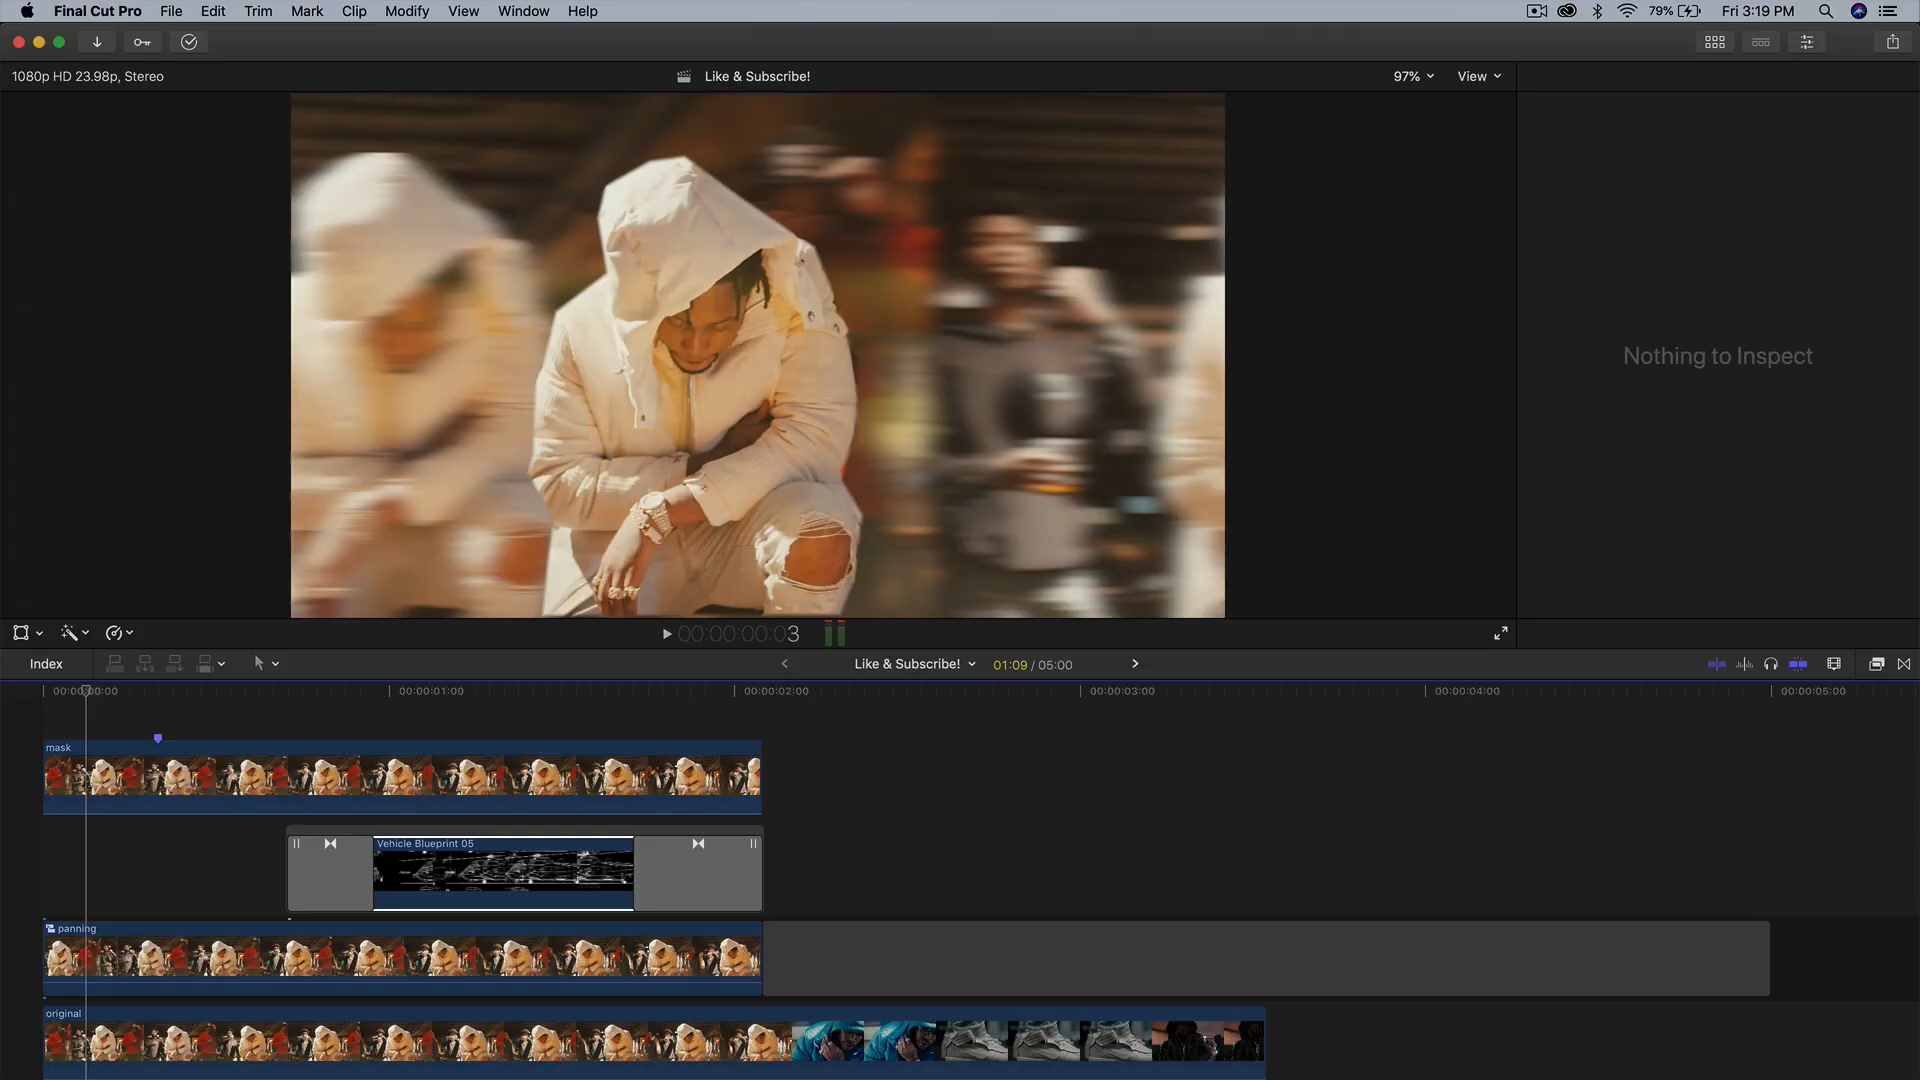 Final Cut Pro File Edit Trim Mark Clip Modify View Window Help 79% Fri 3:19 PM
1080p HD 23.98p, Stereo Like & Subscribe! 97% View
Nothing to Inspect
00:00:00:03
Index Like & Subscribe! 01:09 / 05:00
00:00:00:00 00:00:01:00 00:00:02:00 00:00:03:00 00:00:04:00 00:00:05:00
mask
Vehicle Blueprint 05
panning
original